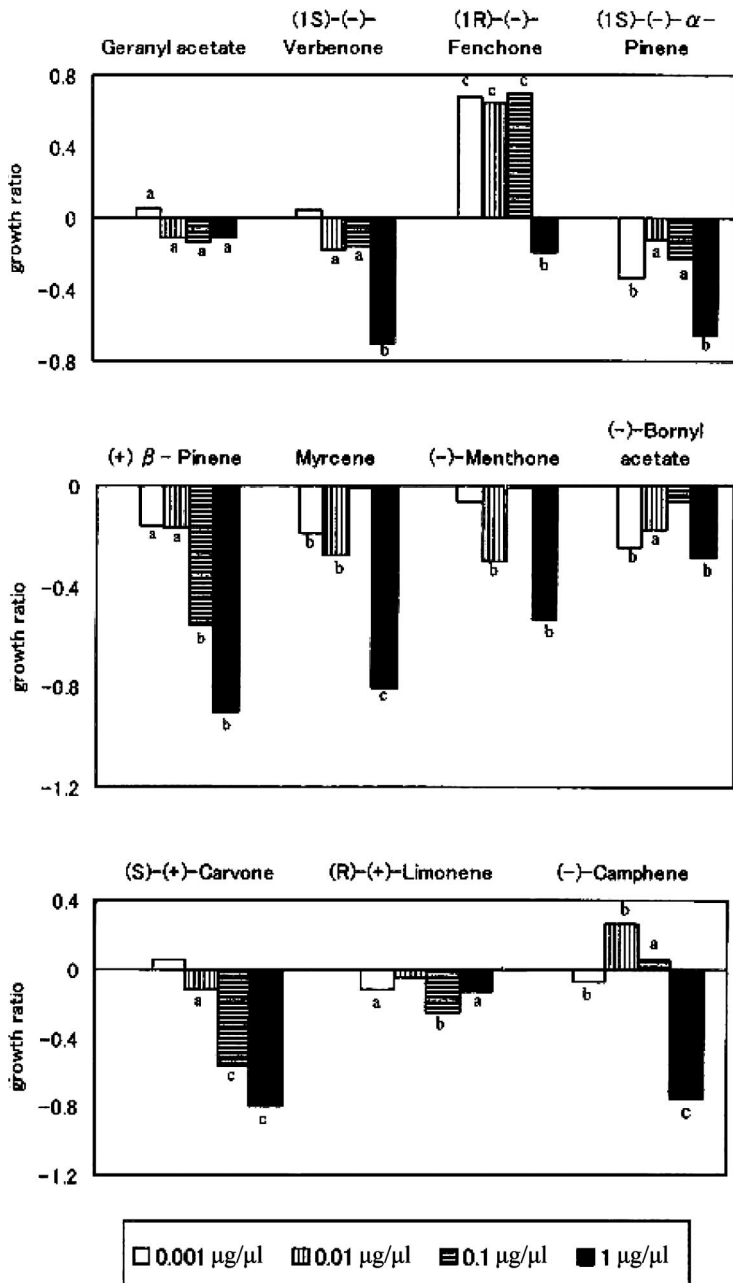 (1S)-(-)- (1R)-(-)- (1S)-(-)-α-
Geranyl acetate Verbenone Fenchone Pinene
0.8
0.4
0
-0.4
-0.8
growth ratio
a a a a
a a b
c c c b
b a a b
(-)-Bornyl
(+) β-Pinene Myrcene (-)-Menthone acetate
0
-0.4
-0.8
-1.2
growth ratio
a a b b
b b c
b b
b a b
(S)-(+)-Carvone (R)-(+)-Limonene (-)-Camphene
0.4
0
-0.4
-0.8
-1.2
growth ratio
a c c
a b a
b b a c
0.001 µg/µl 0.01 µg/µl 0.1 µg/µl 1 µg/µl